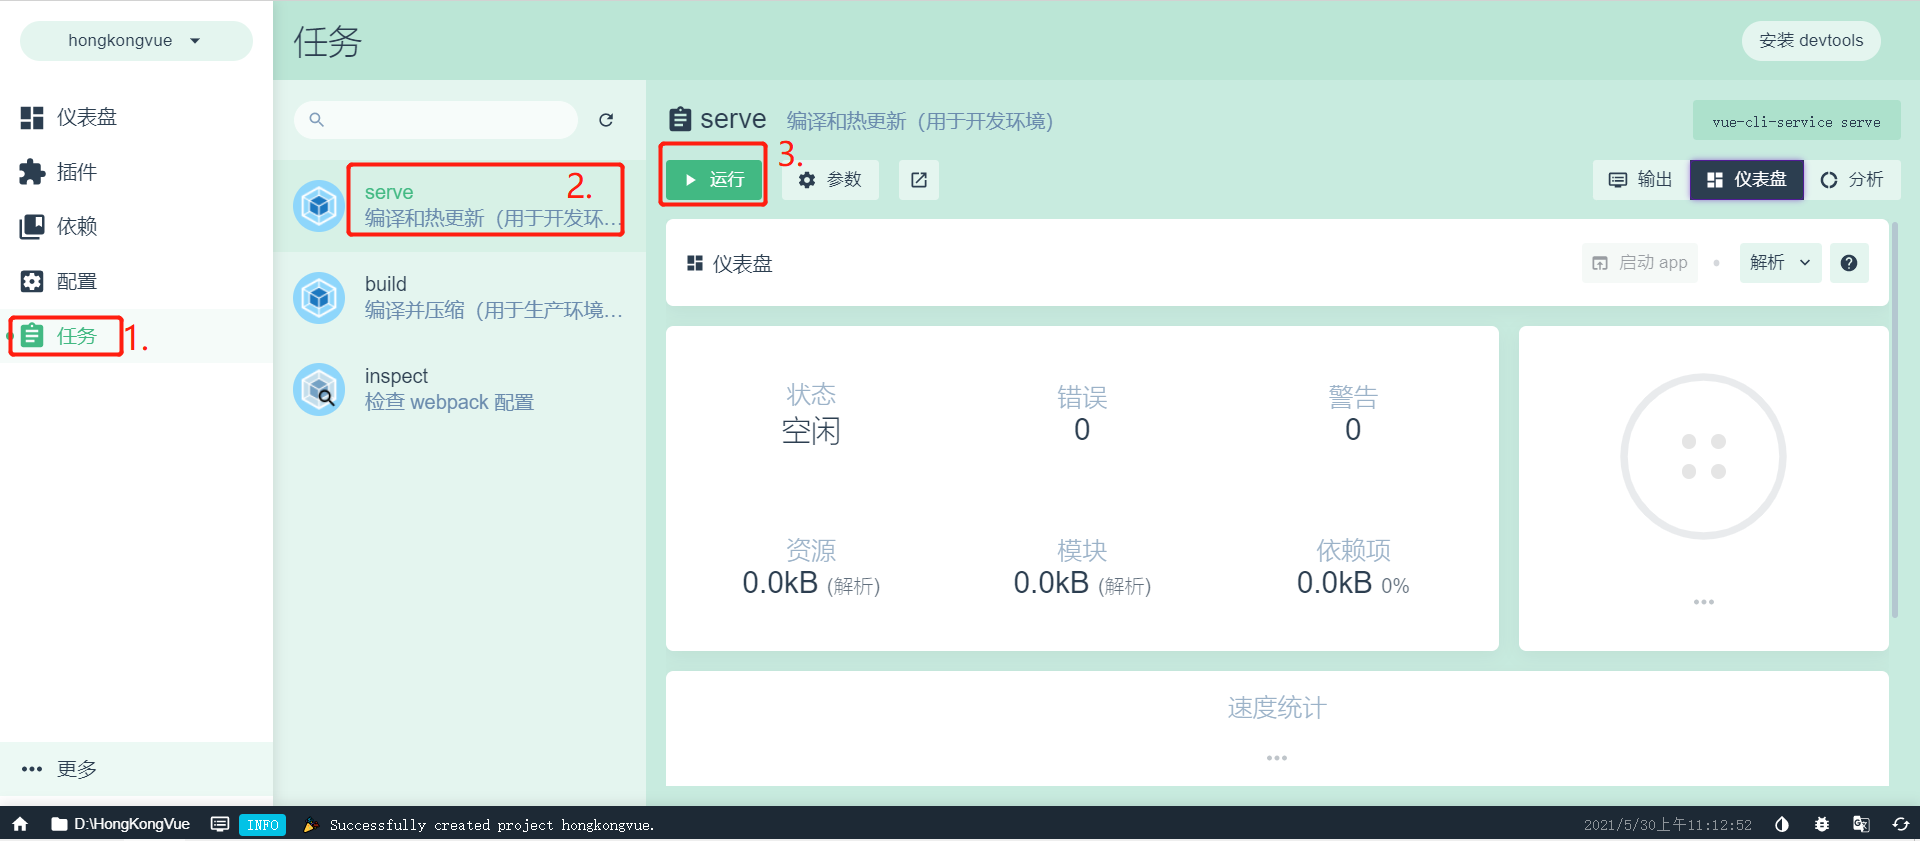 hongkongvue
任务
安装 devtools
仪表盘
插件
依赖
配置
任务
1.
更多
serve
2.
编译和热更新（用于开发环...
build
编译并压缩（用于生产环境...
inspect
检查 webpack 配置
serve 编译和热更新（用于开发环境）
vue-cli-service serve
运行
3.
参数
输出
仪表盘
分析
仪表盘
启动 app
解析
状态
空闲
错误
0
警告
0
资源
0.0kB (解析)
模块
0.0kB (解析)
依赖项
0.0kB 0%
速度统计
D:\HongKongVue
INFO
Successfully created project hongkongvue.
2021/5/30上午11:12:52